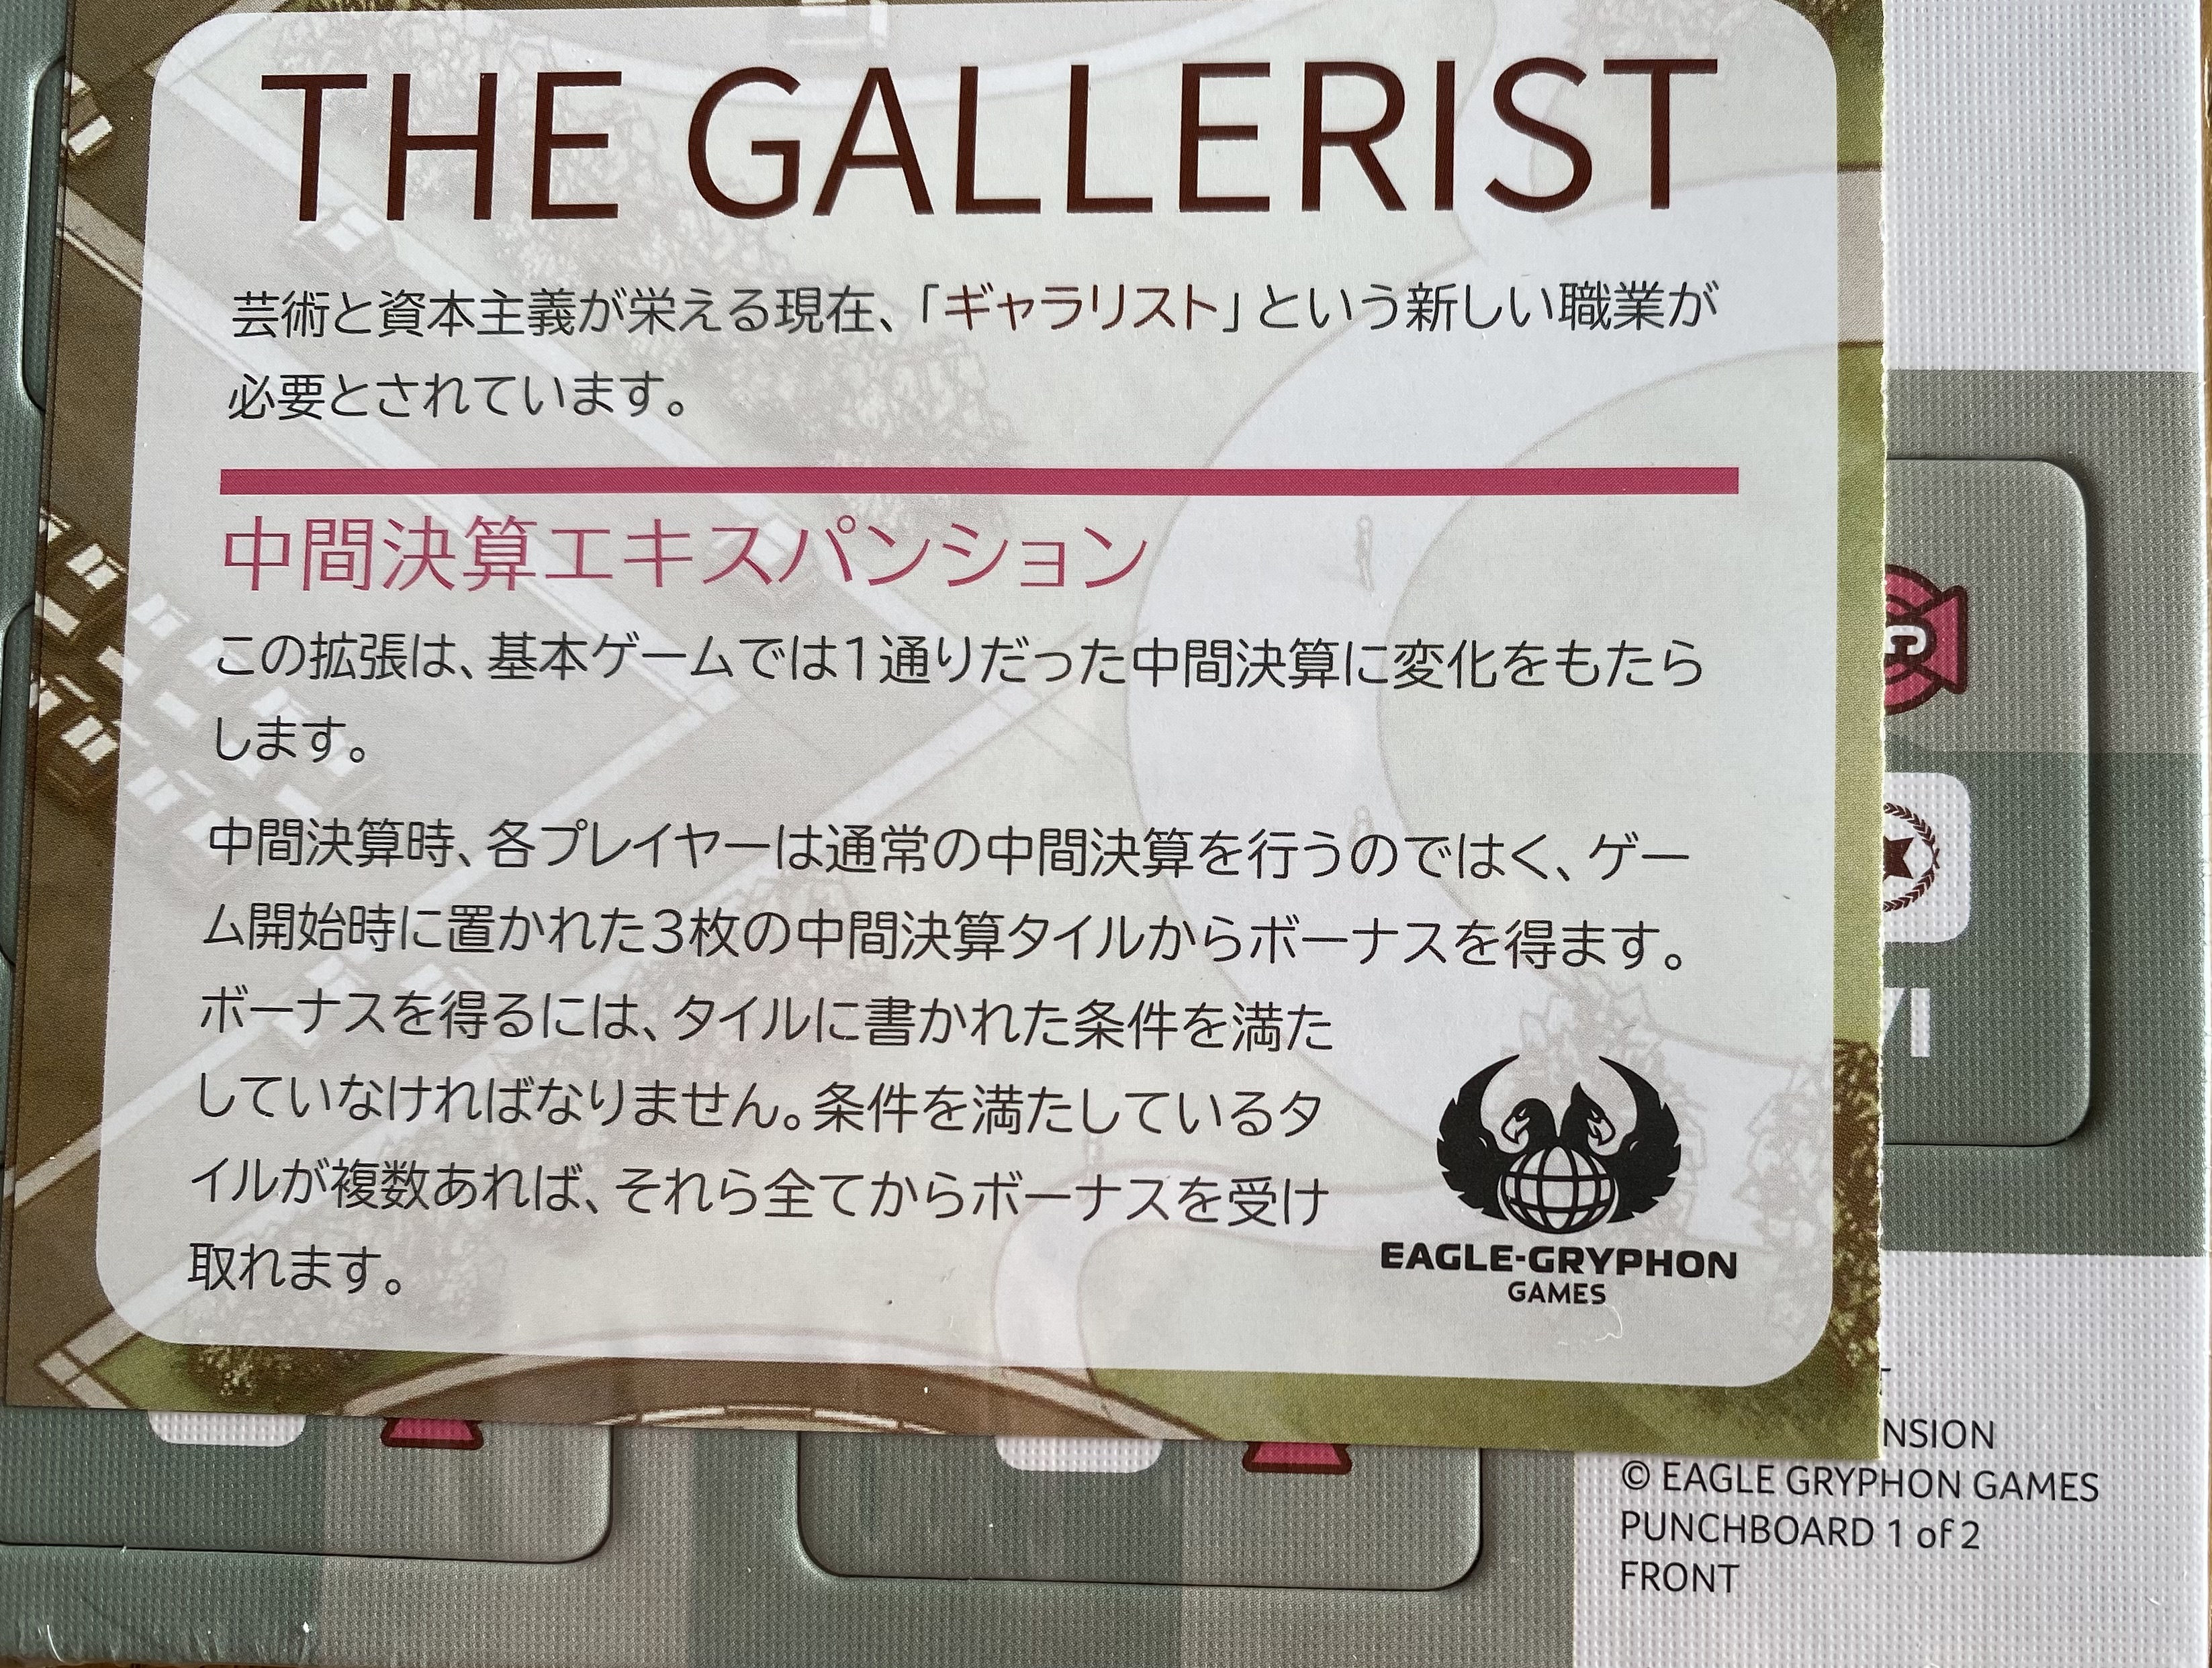 THE GALLERIST
芸術と資本主義が栄える現在、「ギャラリスト」という新しい職業が
必要とされています。
中間決算エキスパンション
この拡張は、基本ゲームでは1通りだった中間決算に変化をもたら
します。
中間決算時、各プレイヤーは通常の中間決算を行うのではく、ゲー
ム開始時に置かれた3枚の中間決算タイルからボーナスを得ます。
ボーナスを得るには、タイルに書かれた条件を満た
していなければなりません。条件を満たしているタ
イルが複数あれば、それら全てからボーナスを受け
取れます。
EAGLE-GRYPHON
GAMES
NSION
© EAGLE GRYPHON GAMES
PUNCHBOARD 1 of 2
FRONT